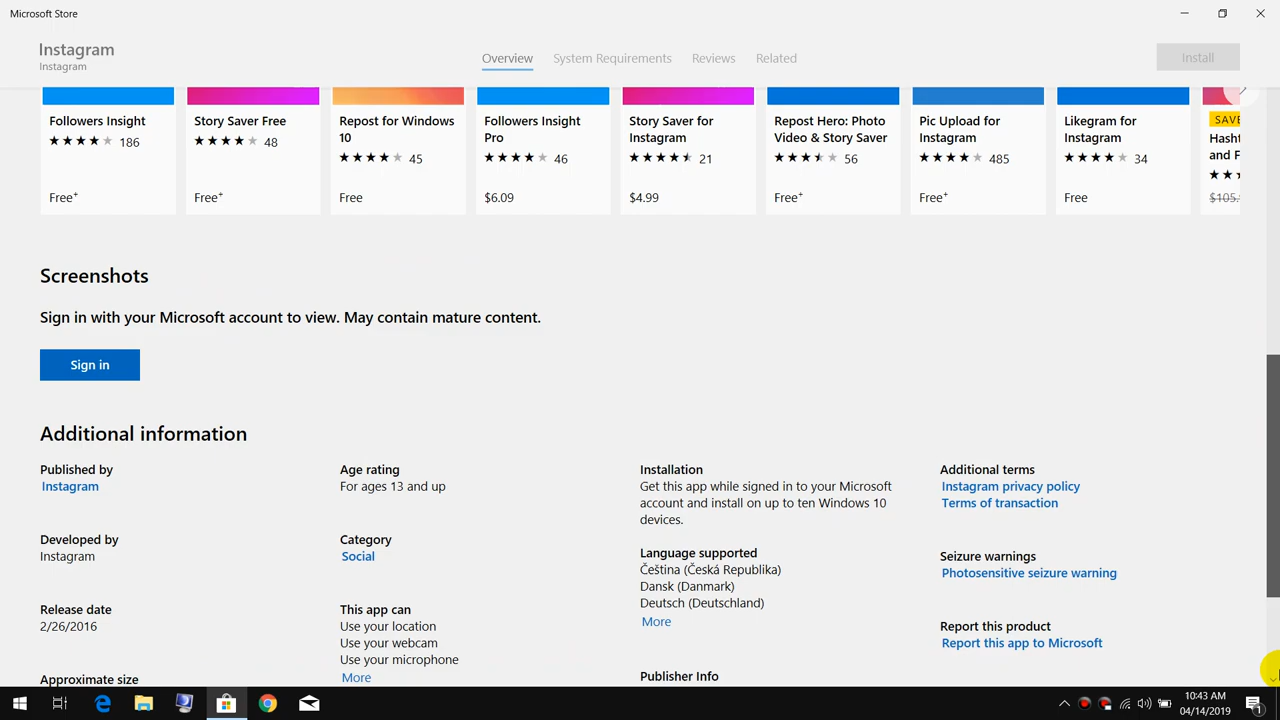 Microsoft Store
Instagram
Instagram
Overview
System Requirements
Reviews
Related
Install
Followers Insight
186
Free+
Story Saver Free
48
Free+
Repost for Windows
10
45
Free
Followers Insight
Pro
46
$6.09
Story Saver for
Instagram
21
$4.99
Repost Hero: Photo
Video & Story Saver
56
Free+
Pic Upload for
Instagram
485
Free+
Likegram for
Instagram
34
Free
SAVE
Hasht
and F
$105.
Screenshots
Sign in with your Microsoft account to view. May contain mature content.
Sign in
Additional information
Published by
Instagram
Developed by
Instagram
Release date
2/26/2016
Approximate size
Age rating
For ages 13 and up
Category
Social
This app can
Use your location
Use your webcam
Use your microphone
More
Installation
Get this app while signed in to your Microsoft
account and install on up to ten Windows 10
devices.
Language supported
Čeština (Česká Republika)
Dansk (Danmark)
Deutsch (Deutschland)
More
Publisher Info
Additional terms
Instagram privacy policy
Terms of transaction
Seizure warnings
Photosensitive seizure warning
Report this product
Report this app to Microsoft
10:43 AM
04/14/2019
1